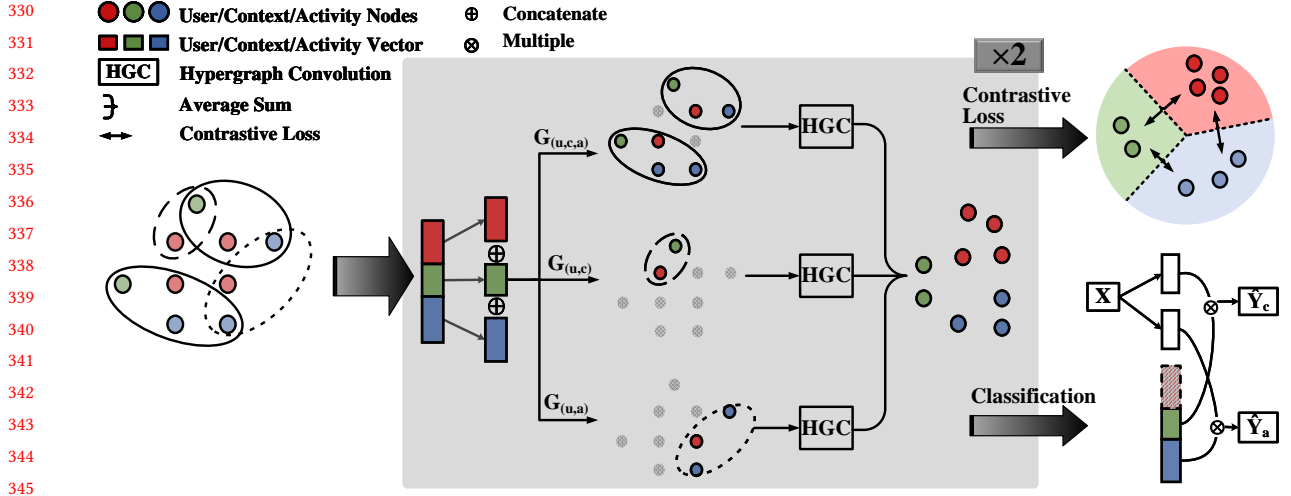 330
331
332
333
334
335
336
337
338
339
340
341
342
343
344
345
User/Context/Activity Nodes
User/Context/Activity Vector
HGC Hypergraph Convolution
Average Sum
Contrastive Loss
Concatenate
Multiple
×2
G(u,c,a)
HGC
G(u,c)
HGC
G(u,a)
HGC
Contrastive
Loss
Classification
X
Ŷc
Ŷa